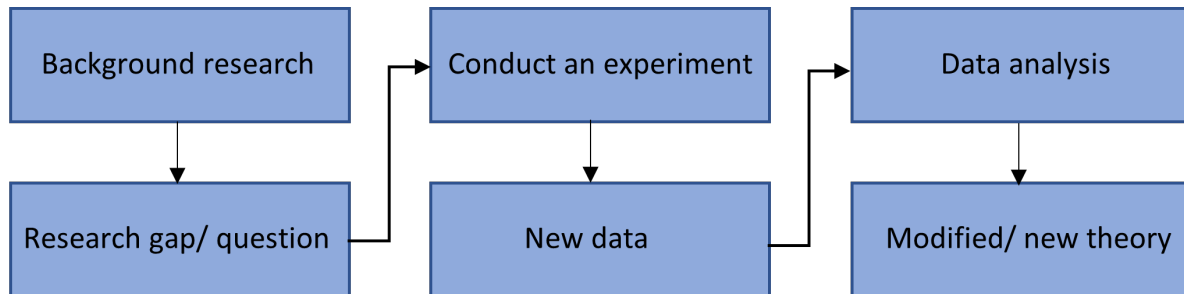 Background research
Research gap/ question
Conduct an experiment
New data
Data analysis
Modified/ new theory